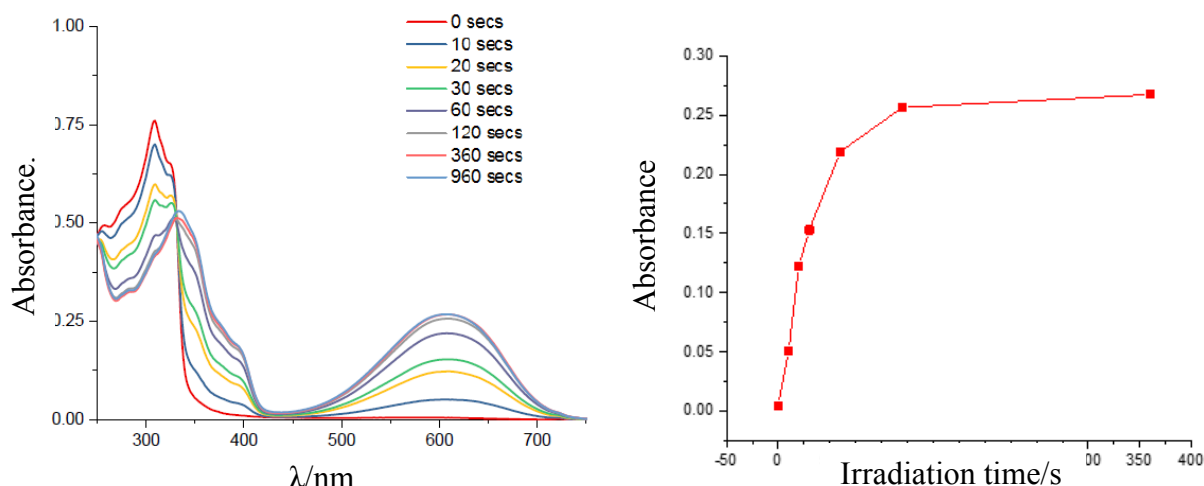 1.00
0.75
0.50
0.25
0.00
Absorbance.
300
400
500
600
700
λ/nm
0 secs
10 secs
20 secs
30 secs
60 secs
120 secs
360 secs
960 secs
0.30
0.25
0.20
0.15
0.10
0.05
0.00
Absorbance
-50
0
00
350
400
Irradiation time/s